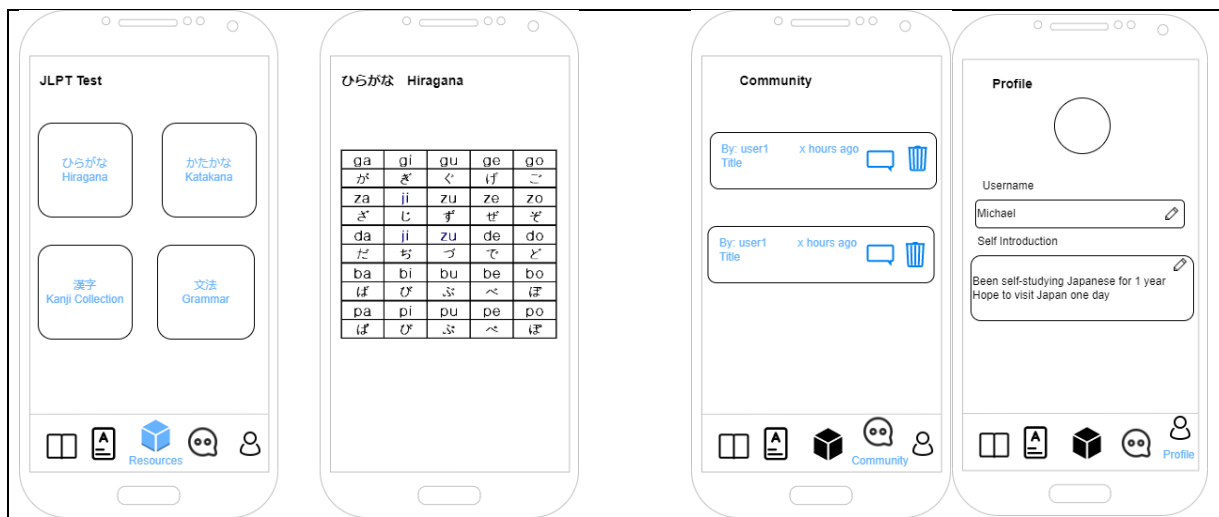 JLPT Test
ひらがな
Hiragana
かたかな
Katakana
漢字
Kanji Collection
文法
Grammar
A
Resources
ひらがな Hiragana
ga gi gu ge go
が ぎ ぐ げ ご
za ji zu ze zo
ざ じ ず ぜ ぞ
da ji zu de do
だ ぢ づ で ど
ba bi bu be bo
ば び ぶ べ ぼ
pa pi pu pe po
ぱ ぴ ぷ ぺ ぽ
Community
By: user1 x hours ago
Title
By: user1 x hours ago
Title
A
Community
Profile
Username
Michael
Self Introduction
Been self-studying Japanese for 1 year
Hope to visit Japan one day
A
Profile